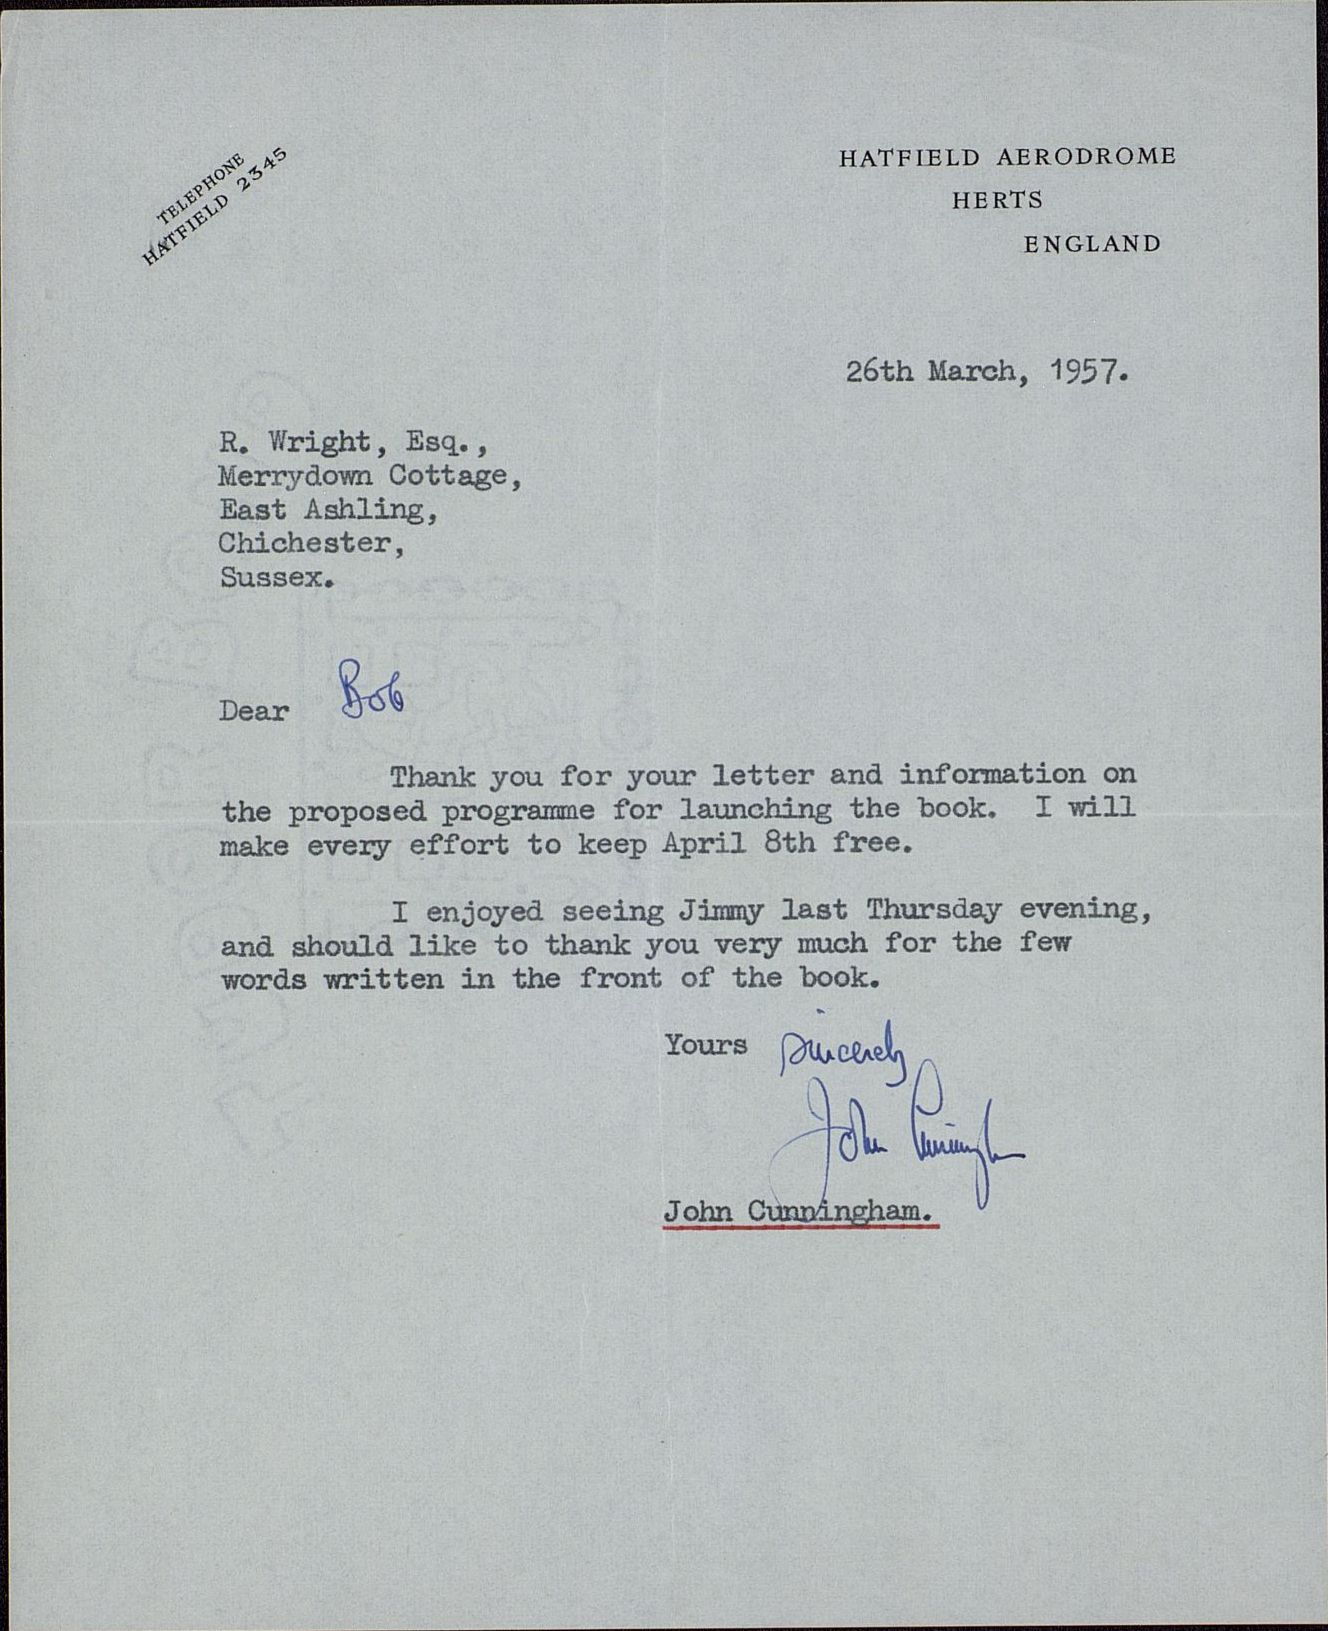 TELEPHONE
HATFIELD 2345
HATFIELD AERODROME
HERTS
ENGLAND
26th March, 1957.
R. Wright, Esq.,
Merrydown Cottage,
East Ashling,
Chichester,
Sussex.
Dear Bob
Thank you for your letter and information on
the proposed programme for launching the book. I will
make every effort to keep April 8th free.
I enjoyed seeing Jimmy last Thursday evening,
and should like to thank you very much for the few
words written in the front of the book.
Yours sincerely
John Cunningham
John Cunningham.